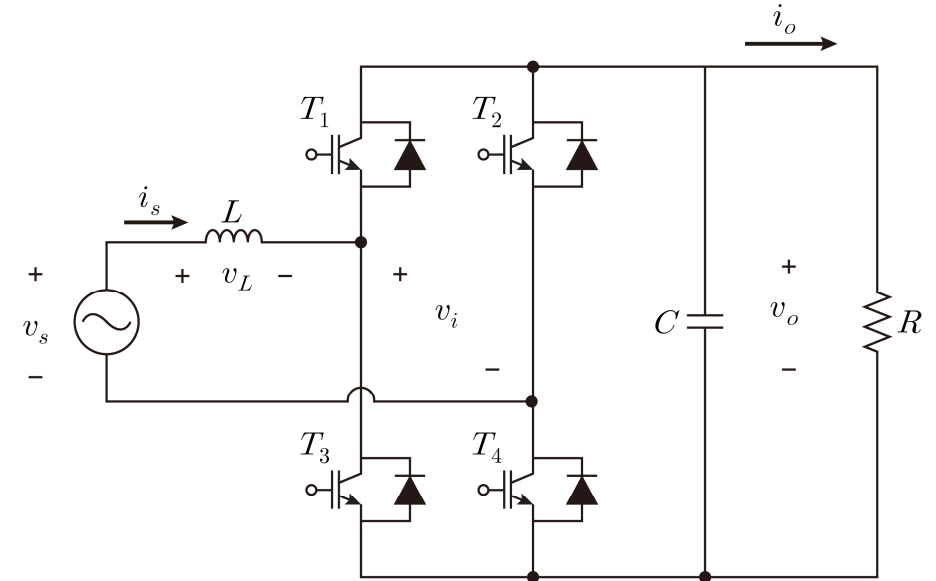 i_o
T_1 T_2
i_s
L
+ + v_L − + +
v_s v_i C v_o R
− − −
T_3 T_4